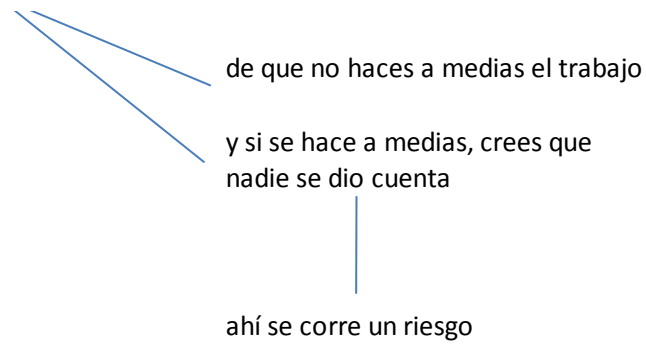 de que no haces a medias el trabajo
y si se hace a medias, crees que
nadie se dio cuenta
ahí se corre un riesgo